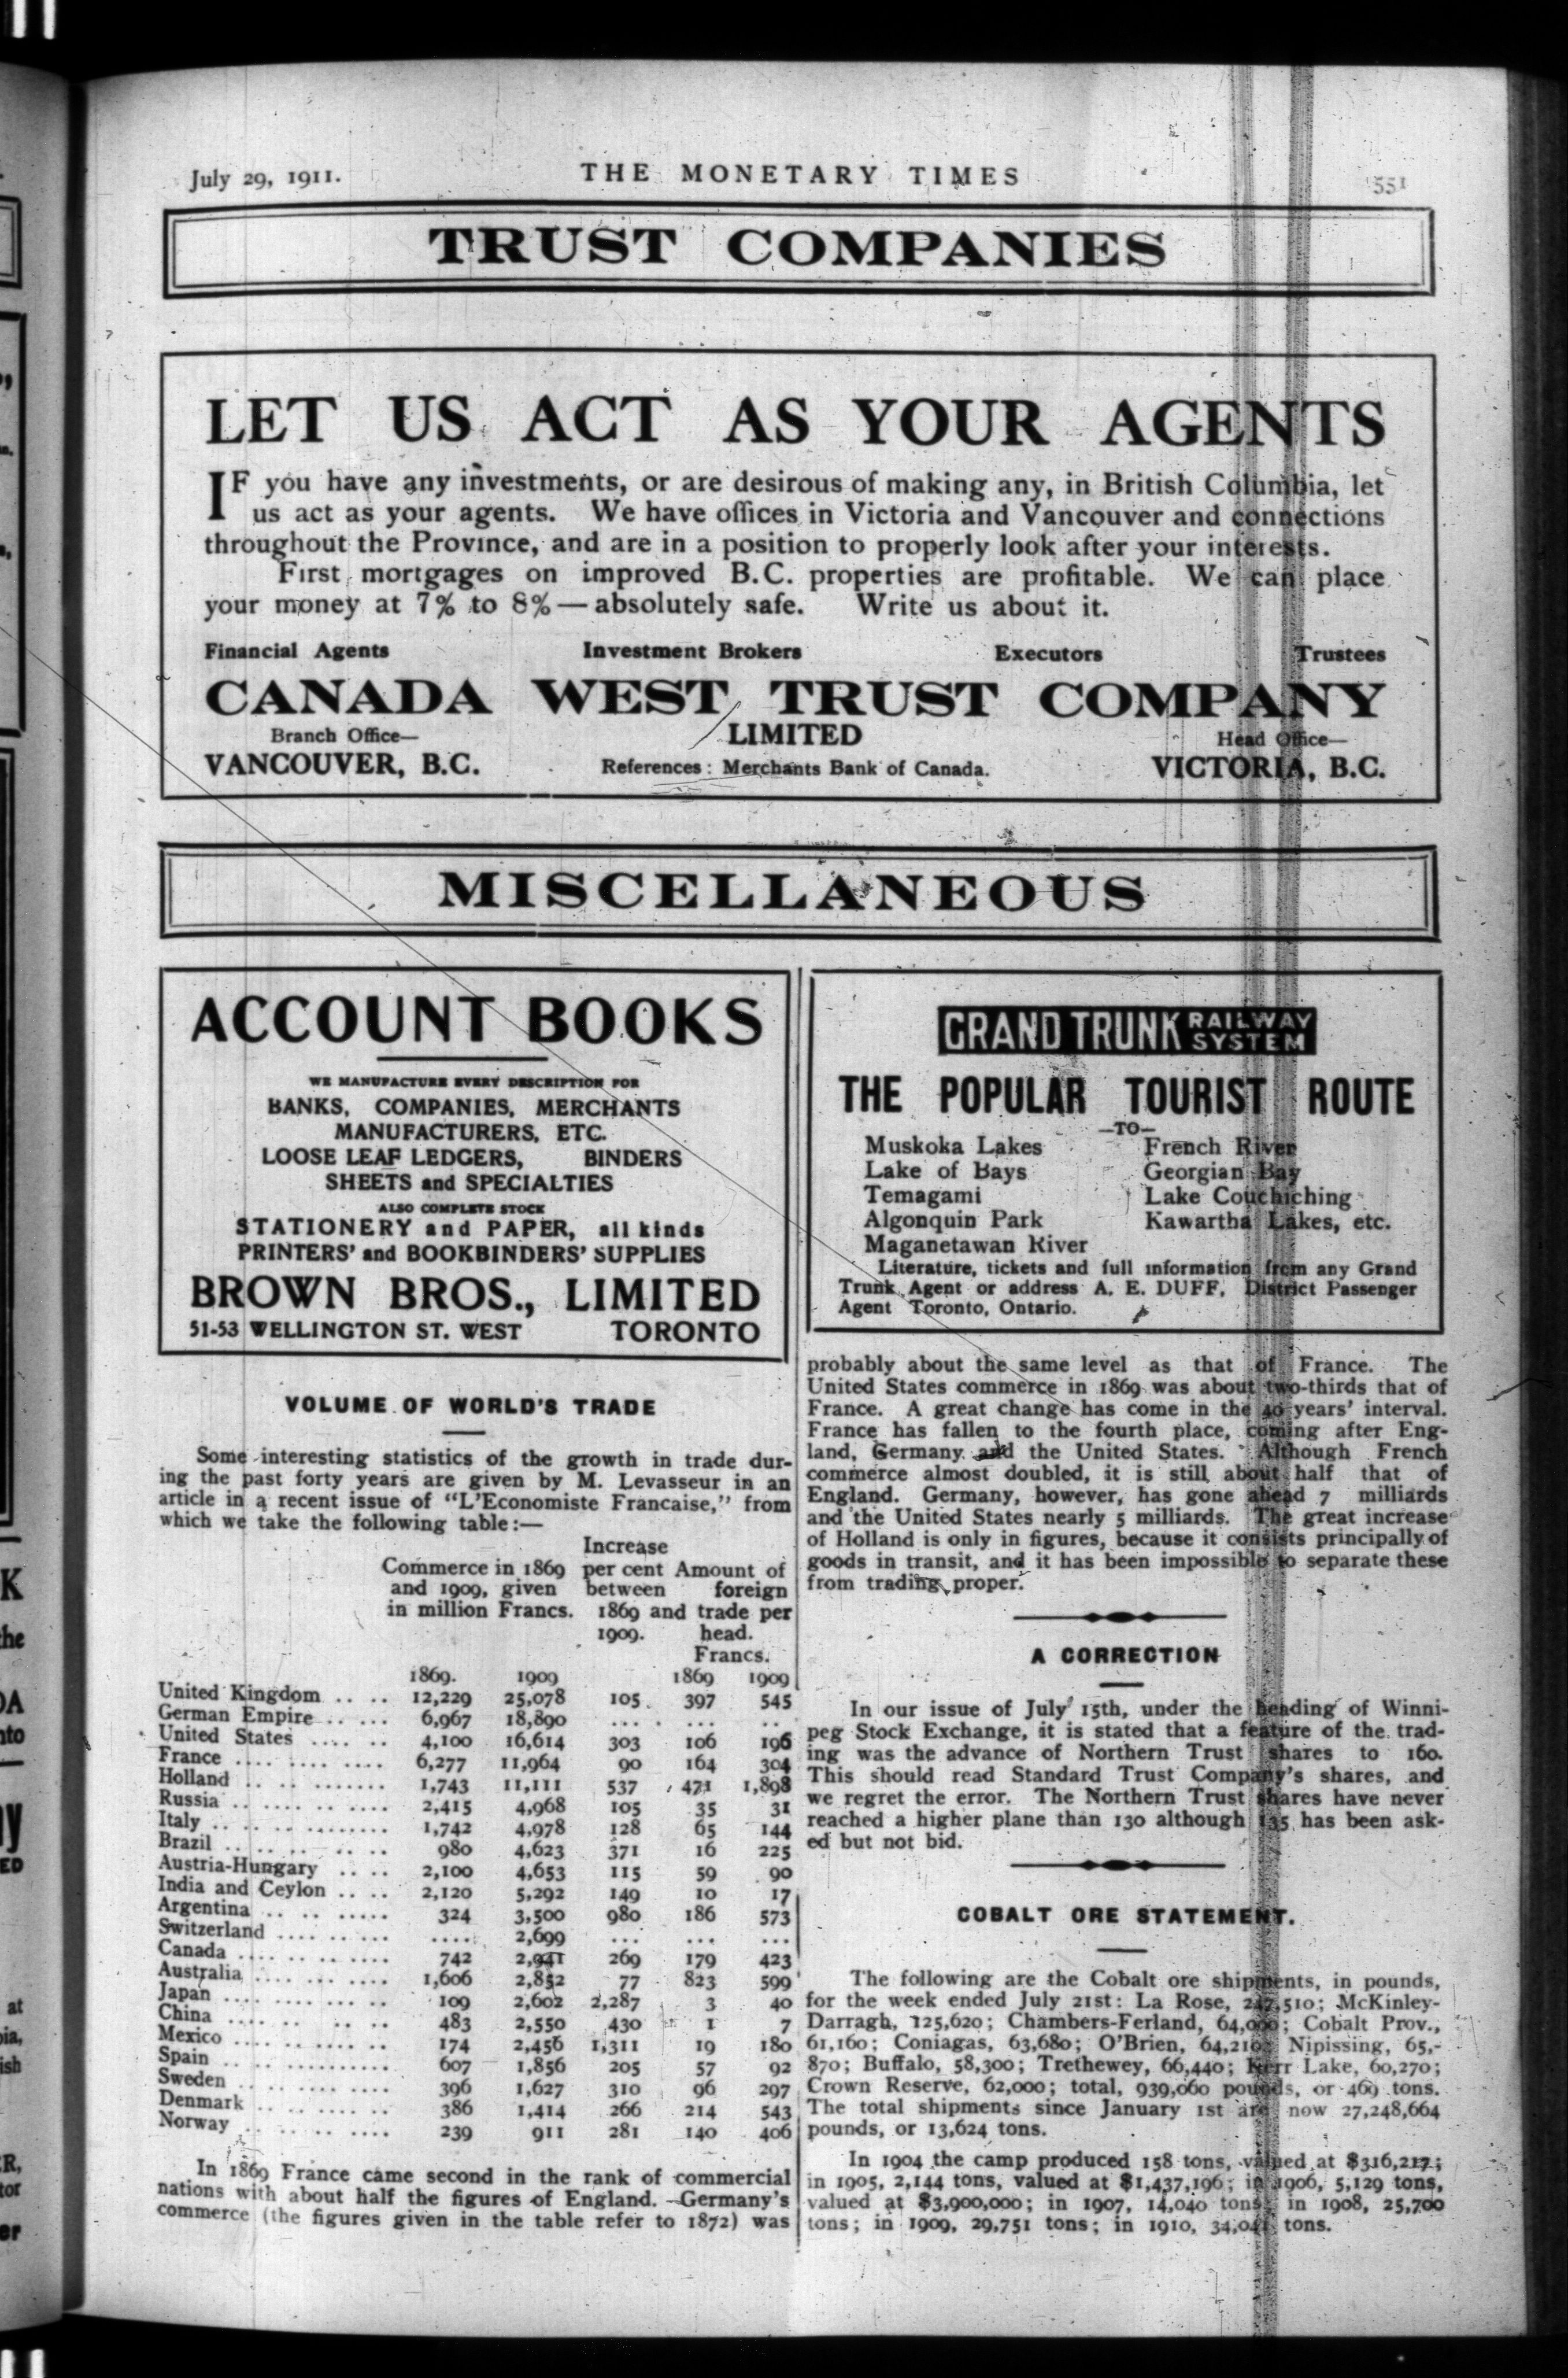 July 29, 1911.
THE MONETARY TIMES
551
TRUST COMPANIES
LET US ACT AS YOUR AGENTS
IF you have any investments, or are desirous of making any, in British Columbia, let
us act as your agents. We have offices in Victoria and Vancouver and connections
throughout the Province, and are in a position to properly look after your interests.
First mortgages on improved B.C. properties are profitable. We can place
your money at 7% to 8%—absolutely safe. Write us about it.
Financial Agents Investment Brokers Executors Trustees
CANADA WEST TRUST COMPANY
LIMITED
Branch Office—
VANCOUVER, B.C.
References: Merchants Bank of Canada.
Head Office—
VICTORIA, B.C.
MISCELLANEOUS
ACCOUNT BOOKS
WE MANUFACTURE EVERY DESCRIPTION FOR
BANKS, COMPANIES, MERCHANTS
MANUFACTURERS, ETC.
LOOSE LEAF LEDGERS, BINDERS
SHEETS and SPECIALTIES
ALSO COMPLETE STOCK
STATIONERY and PAPER, all kinds
PRINTERS' and BOOKBINDERS' SUPPLIES
BROWN BROS., LIMITED
51-53 WELLINGTON ST. WEST TORONTO
GRAND TRUNK RAILWAY SYSTEM
THE POPULAR TOURIST ROUTE
—TO—
Muskoka Lakes French River
Lake of Bays Georgian Bay
Temagami Lake Couchiching
Algonquin Park Kawartha Lakes, etc.
Maganetawan River
Literature, tickets and full information from any Grand
Trunk Agent or address A. E. DUFF, District Passenger
Agent Toronto, Ontario.
VOLUME OF WORLD'S TRADE
Some interesting statistics of the growth in trade dur-
ing the past forty years are given by M. Levasseur in an
article in a recent issue of "L'Economiste Francaise," from
which we take the following table:—
Increase
Commerce in 1869 per cent Amount of
and 1909, given between foreign
in million Francs. 1869 and trade per
1909. head.
Francs.
1869. 1909 1869 1909
United Kingdom .. .. 12,229 25,078 105 397 545
German Empire .. ... 6,967 18,890 ... ... ..
United States .... .. 4,100 16,614 303 106 196
France .... .... .... 6,277 11,964 90 164 304
Holland .. .. ....... 1,743 11,111 537 471 1,898
Russia .. .... .. .... 2,415 4,968 105 35 31
Italy .. .. .. ........ 1,742 4,978 128 65 144
Brazil .. .. .. .. .. 980 4,623 371 16 225
Austria-Hungary .. .. 2,100 4,653 115 59 90
India and Ceylon .. .. 2,120 5,292 149 10 17
Argentina .. .. ..... 324 3,500 980 186 573
Switzerland .... .. ... .... 2,699 ... ... ...
Canada .... .. .. .... 742 2,941 269 179 423
Australia .... ... .... 1,606 2,852 77 823 599
Japan .... .... ... .. 109 2,602 2,287 3 40
China .... .. .. .. 483 2,550 430 1 7
Mexico .... .. .. .... 174 2,456 1,311 19 180
Spain .. .. .......... 607 1,856 205 57 92
Sweden .. .... .... 396 1,627 310 96 297
Denmark .. .. .... .. 386 1,414 266 214 543
Norway .. .. .. .... 239 911 281 140 406
In 1869 France came second in the rank of commercial
nations with about half the figures of England. Germany's
commerce (the figures given in the table refer to 1872) was
probably about the same level as that of France. The
United States commerce in 1869 was about two-thirds that of
France. A great change has come in the 40 years' interval.
France has fallen to the fourth place, coming after Eng-
land, Germany and the United States. Although French
commerce almost doubled, it is still about half that of
England. Germany, however, has gone ahead 7 milliards
and the United States nearly 5 milliards. The great increase
of Holland is only in figures, because it consists principally of
goods in transit, and it has been impossible to separate these
from trading proper.
A CORRECTION
In our issue of July 15th, under the heading of Winni-
peg Stock Exchange, it is stated that a feature of the trad-
ing was the advance of Northern Trust shares to 160.
This should read Standard Trust Company's shares, and
we regret the error. The Northern Trust shares have never
reached a higher plane than 130 although 135 has been ask-
ed but not bid.
COBALT ORE STATEMENT.
The following are the Cobalt ore shipments, in pounds,
for the week ended July 21st: La Rose, McKinley-
Darragh, 125,620; Chambers-Ferland, Cobalt Prov.,
61,160; Coniagas, 63,680; O'Brien, 64,210; Nipissing, 65,-
870; Buffalo, 58,300; Trethewey, 66,440; Kerr Lake, 60,270;
Crown Reserve, 62,000; total, 939,060 pounds, or 469 tons.
The total shipments since January 1st are now 27,248,664
pounds, or 13,624 tons.
In 1904 the camp produced 158 tons, valued at $316,217;
in 1905, 2,144 tons, valued at $1,437,196; in 1906, 5,129 tons,
valued at $3,900,000; in 1907, 14,040 tons; in 1908, 25,700
tons; in 1909, 29,751 tons; in 1910, 34,041 tons.